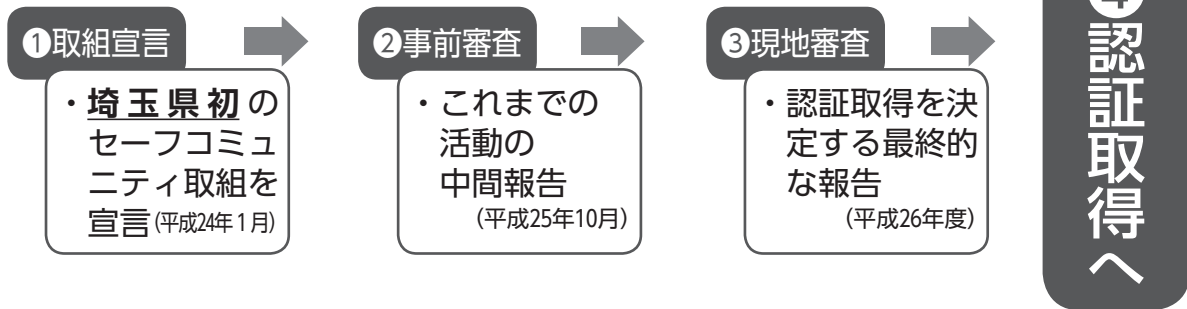 ❶取組宣言
・埼玉県初の
セーフコミュ
ニティ取組を
宣言(平成24年1月)
❷事前審査
・これまでの
活動の
中間報告
(平成25年10月)
❸現地審査
・認証取得を決
定する最終的
な報告
(平成26年度)
❹認証取得へ